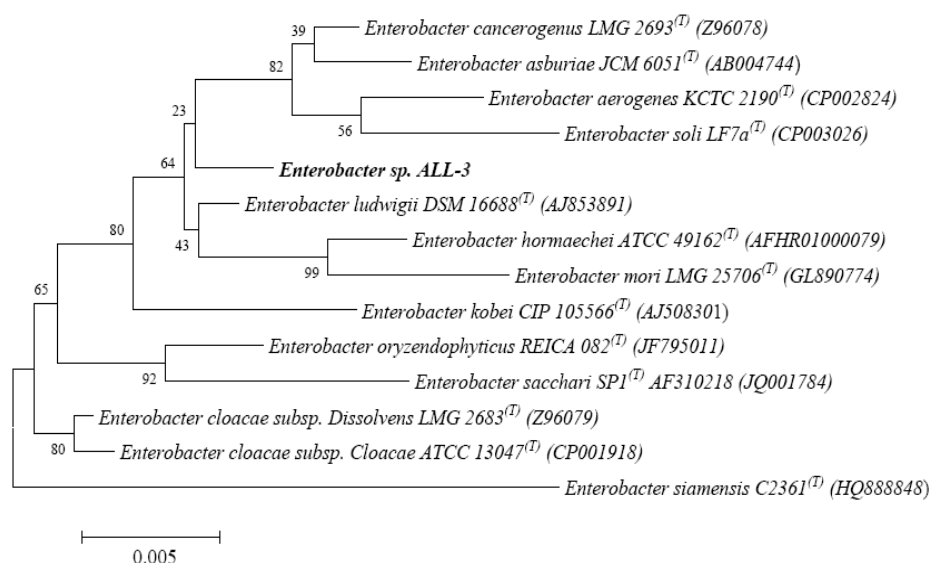 39
Enterobacter cancerogenus LMG 2693(T) (Z96078)
82
Enterobacter asburiae JCM 6051(T) (AB004744)
23
Enterobacter aerogenes KCTC 2190(T) (CP002824)
56
Enterobacter soli LF7a(T) (CP003026)
64
Enterobacter sp. ALL-3
Enterobacter ludwigii DSM 16688(T) (AJ853891)
80
Enterobacter hormaechei ATCC 49162(T) (AFHR01000079)
43
99
Enterobacter mori LMG 25706(T) (GL890774)
65
Enterobacter kobei CIP 105566(T) (AJ508301)
Enterobacter oryzendophyticus REICA 082(T) (JF795011)
92
Enterobacter sacchari SP1(T) AF310218 (JQ001784)
Enterobacter cloacae subsp. Dissolvens LMG 2683(T) (Z96079)
80
Enterobacter cloacae subsp. Cloacae ATCC 13047(T) (CP001918)
Enterobacter siamensis C2361(T) (HQ888848)
0.005